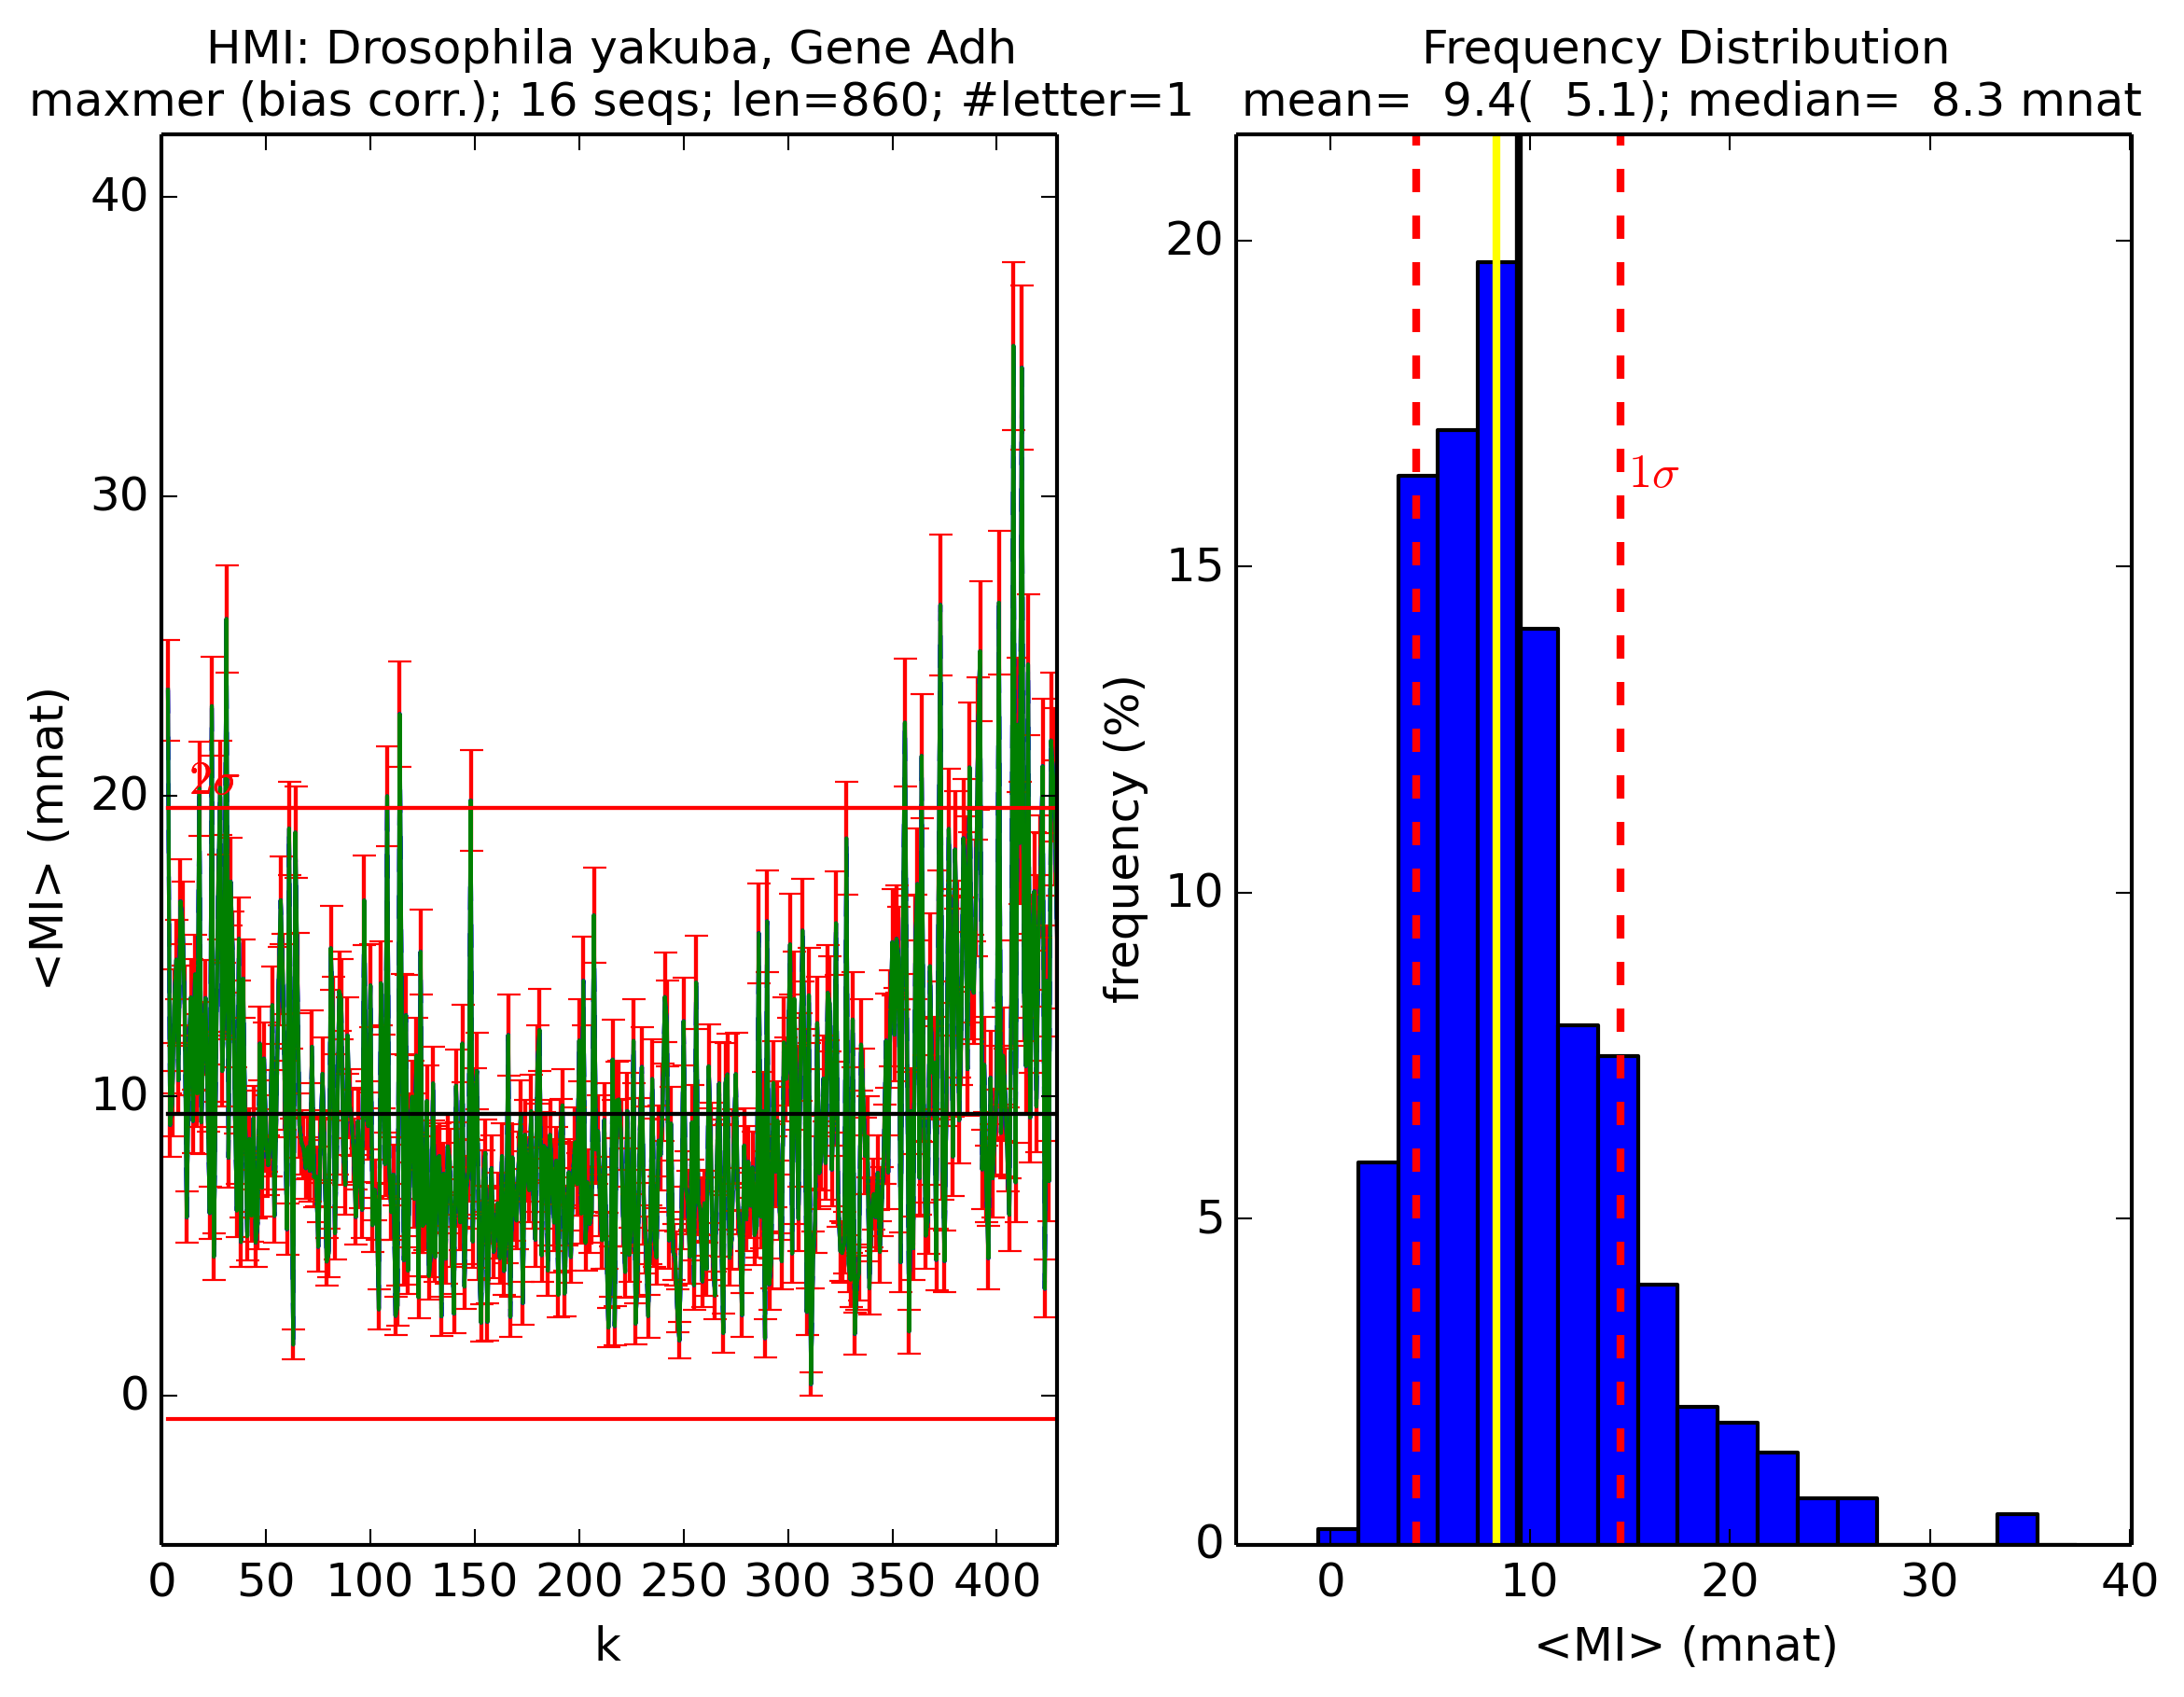 HMI: Drosophila yakuba, Gene Adh
maxmer (bias corr.); 16 seqs; len=860; #letter=1
<MI> (mnat)
40
30
20
10
0
2σ
0 50 100 150 200 250 300 350 400
k
Frequency Distribution
mean=  9.4(  5.1); median=  8.3 mnat
frequency (%)
20
15
10
5
0
1σ
0 10 20 30 40
<MI> (mnat)